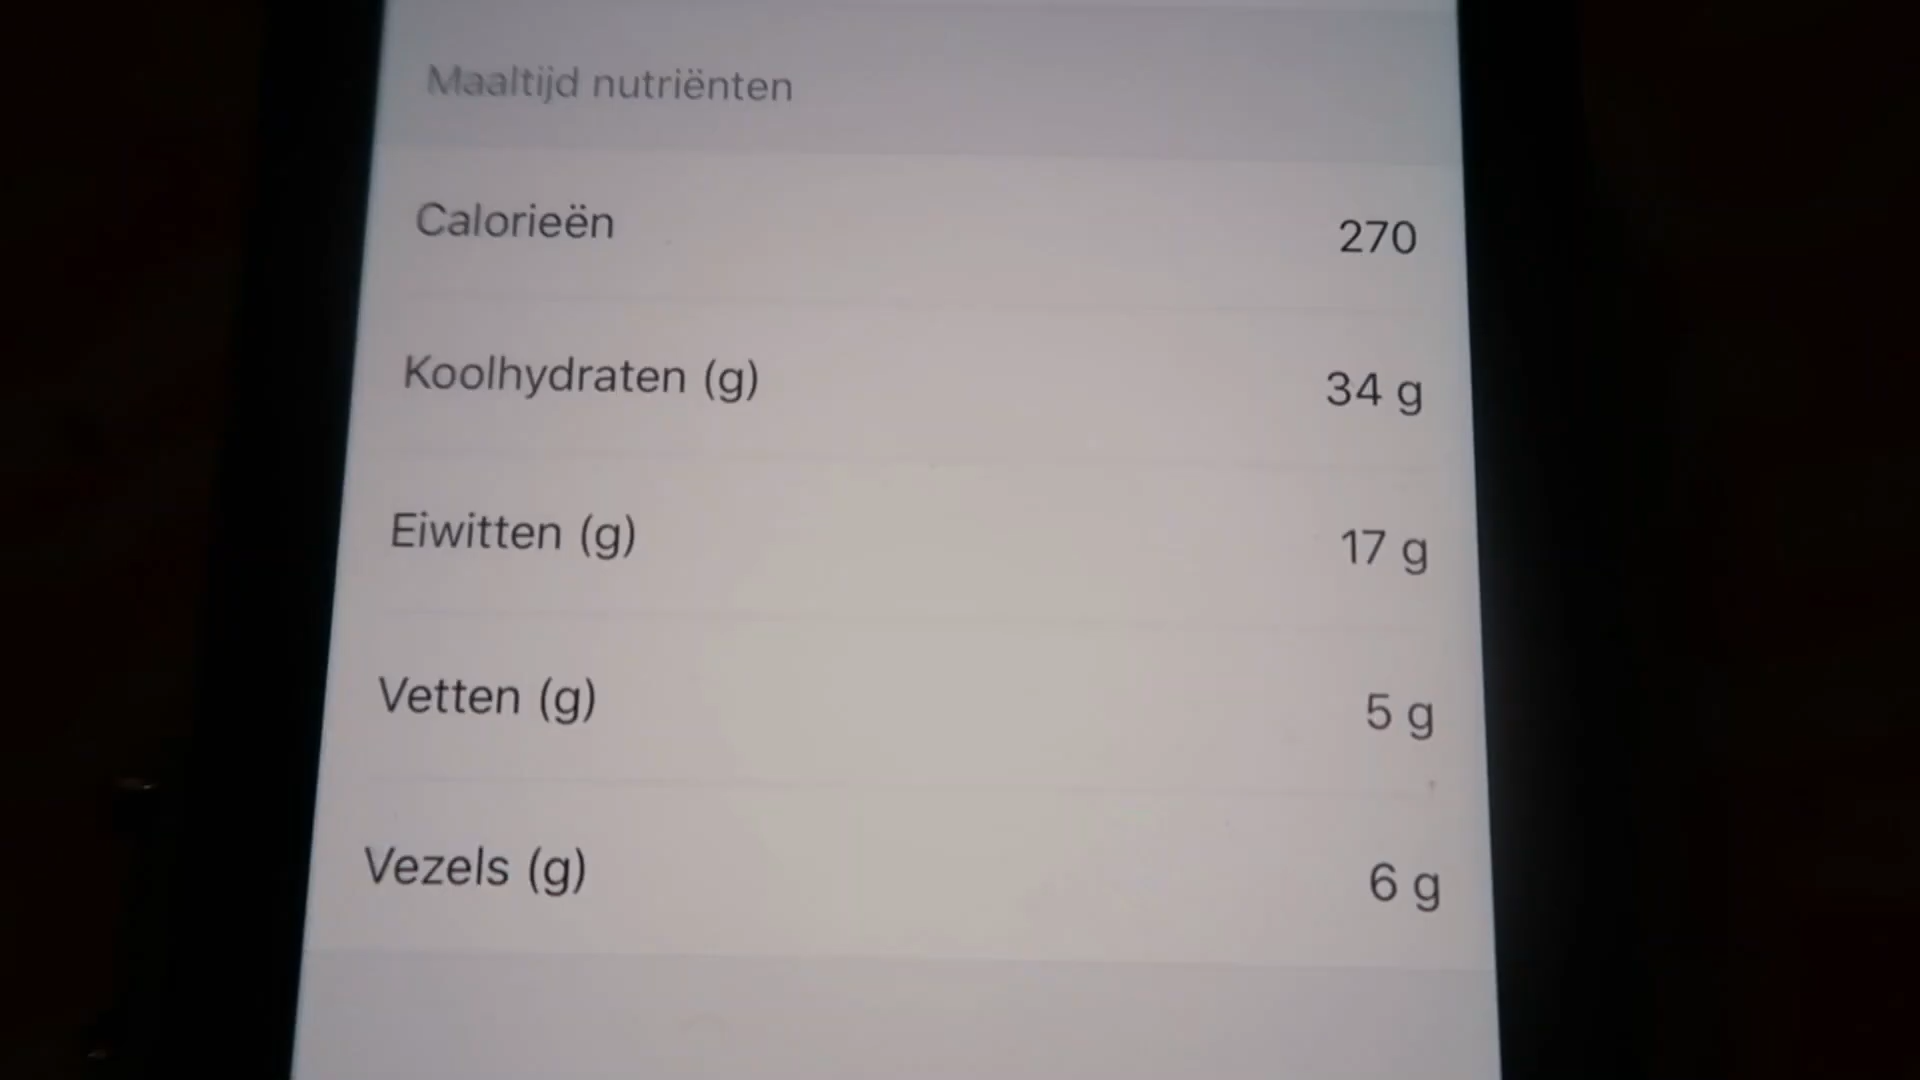 Maaltijd nutriënten
Calorieën 270
Koolhydraten (g) 34 g
Eiwitten (g) 17 g
Vetten (g) 5 g
Vezels (g) 6 g